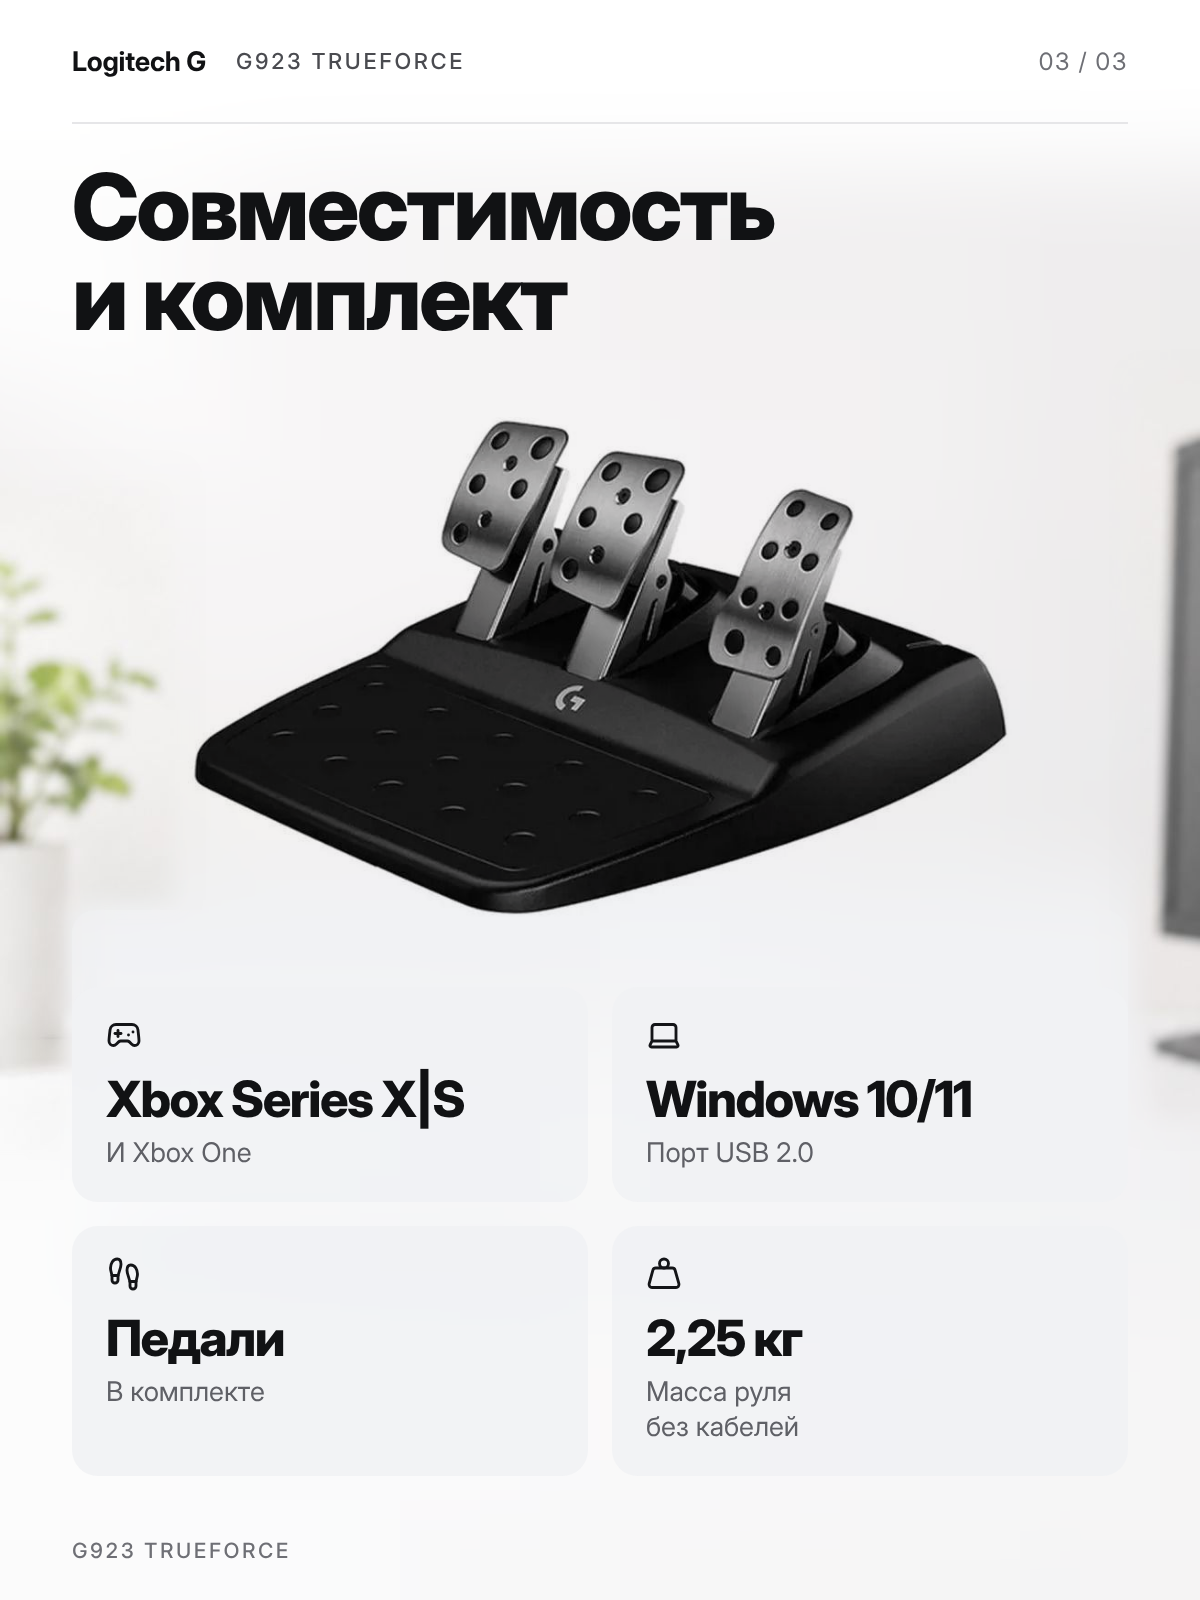 Logitech G G923 TRUEFORCE 03 / 03
Совместимость
и комплект
G
Xbox Series X|S
И Xbox One
Windows 10/11
Порт USB 2.0
Педали
В комплекте
2,25 кг
Масса руля
без кабелей
G923 TRUEFORCE